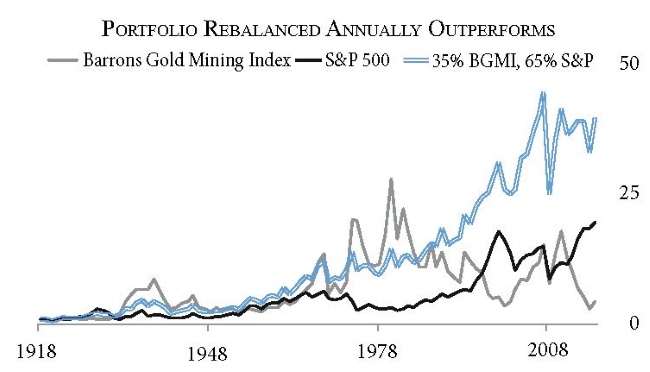 PORTFOLIO REBALANCED ANNUALLY OUTPERFORMS
Barrons Gold Mining Index S&P 500 35% BGMI, 65% S&P
50
25
0
1918 1948 1978 2008